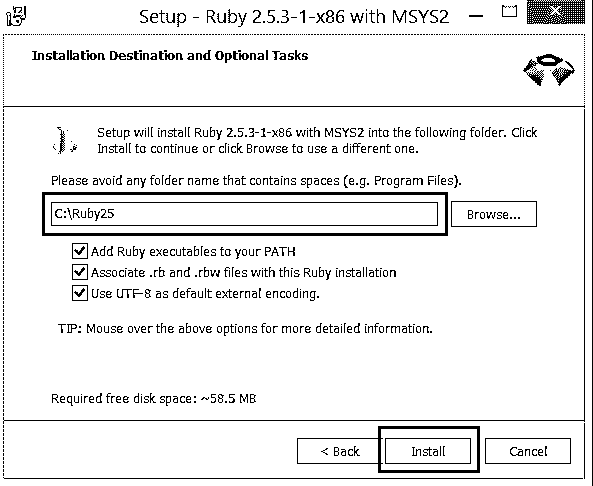 Setup - Ruby 2.5.3-1-x86 with MSYS2
Installation Destination and Optional Tasks
Setup will install Ruby 2.5.3-1-x86 with MSYS2 into the following folder. Click
Install to continue or click Browse to use a different one.
Please avoid any folder name that contains spaces (e.g. Program Files).
C:\Ruby25
Browse...
Add Ruby executables to your PATH
Associate .rb and .rbw files with this Ruby installation
Use UTF-8 as default external encoding.
TIP: Mouse over the above options for more detailed information.
Required free disk space: ~58.5 MB
< Back Install Cancel